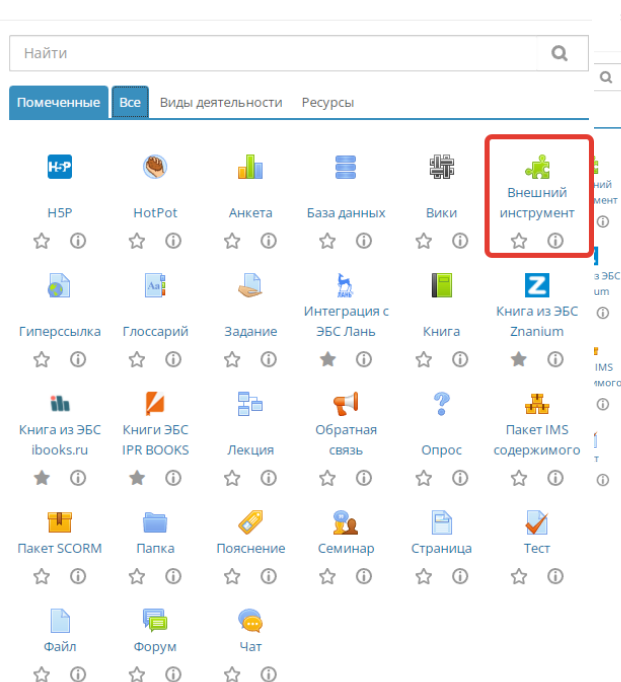 Найти
Помеченные Все Виды деятельности Ресурсы
H5P
H5P HotPot Анкета База данных Вики Внешний инструмент
Гиперссылка Глоссарий Задание Интеграция с ЭБС Лань Книга Книга из ЭБС Znanium
Книга из ЭБС ibooks.ru Книги ЭБС IPR BOOKS Лекция Обратная связь Опрос Пакет IMS содержимого
Пакет SCORM Папка Пояснение Семинар Страница Тест
Файл Форум Чат